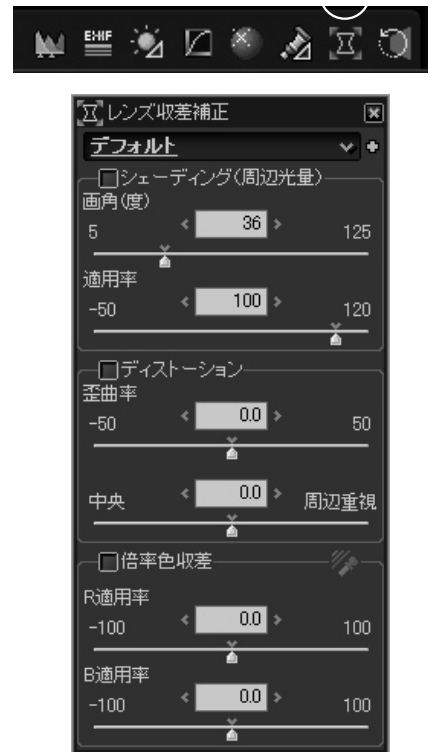 EXIF
レンズ収差補正
デフォルト
シェーディング(周辺光量)
画角(度)
5 36 125
適用率
-50 100 120
ディストーション
歪曲率
-50 0.0 50
中央 0.0 周辺重視
倍率色収差
R適用率
-100 0.0 100
B適用率
-100 0.0 100